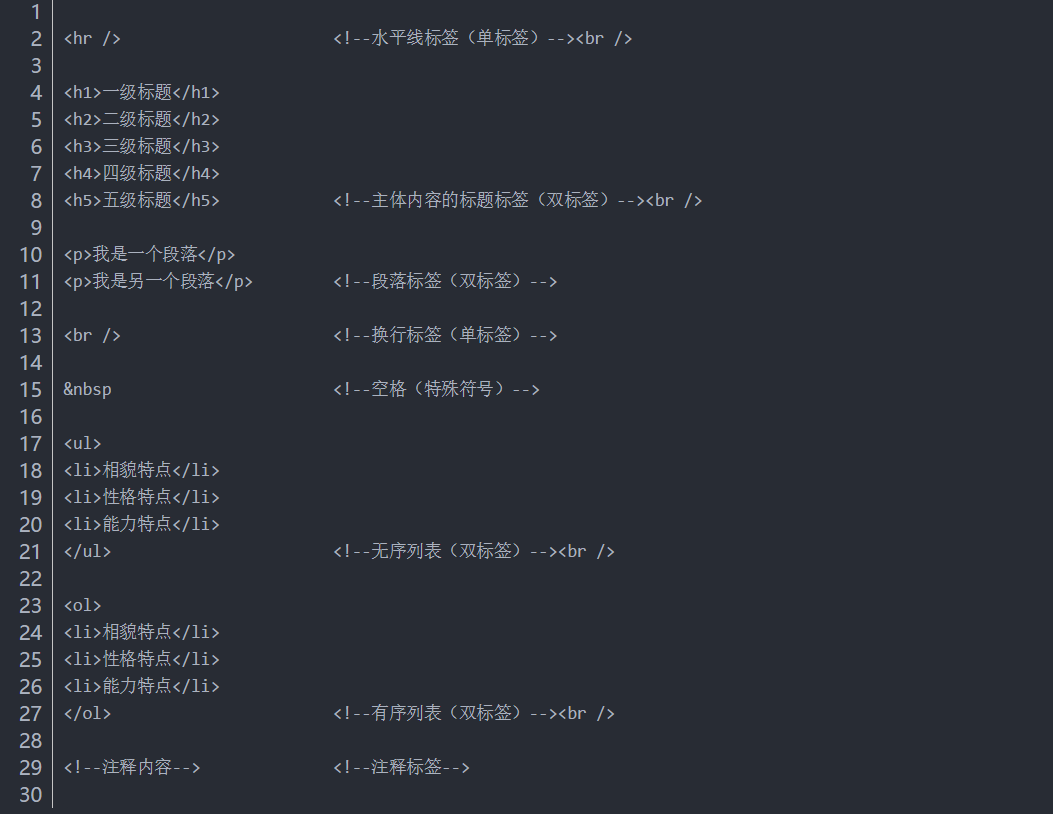 1
2 <hr />                      <!--水平线标签（单标签）--><br />
3
4 <h1>一级标题</h1>
5 <h2>二级标题</h2>
6 <h3>三级标题</h3>
7 <h4>四级标题</h4>
8 <h5>五级标题</h5>            <!--主体内容的标题标签（双标签）--><br />
9
10 <p>我是一个段落</p>
11 <p>我是另一个段落</p>        <!--段落标签（双标签）-->
12
13 <br />                      <!--换行标签（单标签）-->
14
15 &nbsp                       <!--空格（特殊符号）-->
16
17 <ul>
18 <li>相貌特点</li>
19 <li>性格特点</li>
20 <li>能力特点</li>
21 </ul>                       <!--无序列表（双标签）--><br />
22
23 <ol>
24 <li>相貌特点</li>
25 <li>性格特点</li>
26 <li>能力特点</li>
27 </ol>                       <!--有序列表（双标签）--><br />
28
29 <!--注释内容-->              <!--注释标签-->
30